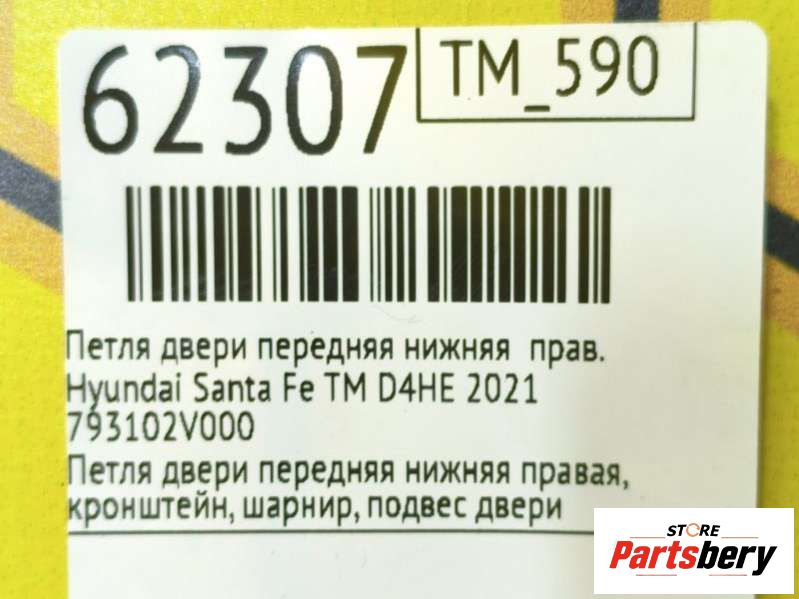 62307
TM_590
Петля двери передняя нижняя прав.
Hyundai Santa Fe TM D4HE 2021
793102V000
Петля двери передняя нижняя правая,
кронштейн, шарнир, подвес двери
STORE
Partsbery